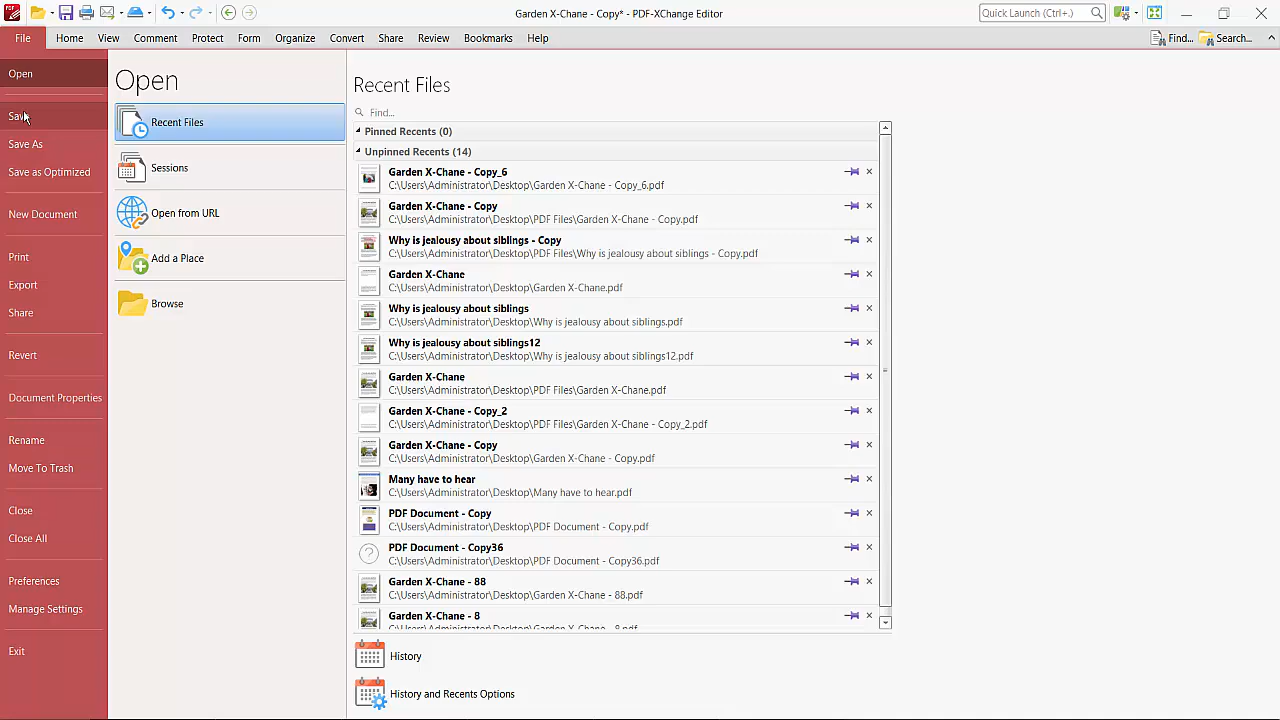 Garden X-Chane - Copy* - PDF-XChange Editor
Quick Launch (Ctrl+.)
File Home View Comment Protect Form Organize Convert Share Review Bookmarks Help
Find... Search...
Open
Save
Save As
Save as Optimized
New Document
Print
Export
Share
Revert
Document Properties
Rename
Move To Trash
Close
Close All
Preferences
Manage Settings
Exit
Open
Recent Files
Sessions
Open from URL
Add a Place
Browse
Recent Files
Find...
Pinned Recents (0)
Unpinned Recents (14)
Garden X-Chane - Copy_6
C:\Users\Administrator\Desktop\Garden X-Chane - Copy_6.pdf
Garden X-Chane - Copy
C:\Users\Administrator\Desktop\PDF Files\Garden X-Chane - Copy.pdf
Why is jealousy about siblings - Copy
C:\Users\Administrator\Desktop\PDF Files\Why is jealousy about siblings - Copy.pdf
Garden X-Chane
C:\Users\Administrator\Desktop\Garden X-Chane.pdf
Why is jealousy about siblings
C:\Users\Administrator\Desktop\Why is jealousy about siblings.pdf
Why is jealousy about siblings12
C:\Users\Administrator\Desktop\Why is jealousy about siblings12.pdf
Garden X-Chane
C:\Users\Administrator\Desktop\PDF Files\Garden X-Chane.pdf
Garden X-Chane - Copy_2
C:\Users\Administrator\Desktop\PDF Files\Garden X-Chane - Copy_2.pdf
Garden X-Chane - Copy
C:\Users\Administrator\Desktop\Garden X-Chane - Copy.pdf
Many have to hear
C:\Users\Administrator\Desktop\Many have to hear.pdf
PDF Document - Copy
C:\Users\Administrator\Desktop\PDF Document - Copy.pdf
PDF Document - Copy36
C:\Users\Administrator\Desktop\PDF Document - Copy36.pdf
Garden X-Chane - 88
C:\Users\Administrator\Desktop\Garden X-Chane - 88.pdf
Garden X-Chane - 8
C:\Users\Administrator\Desktop\Garden X-Chane - 8.pdf
History
History and Recents Options